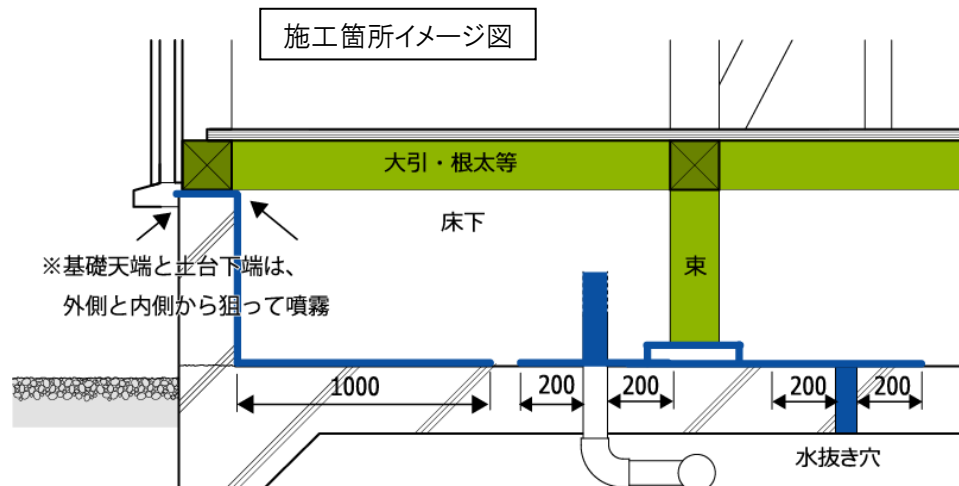 施工箇所イメージ図
大引・根太等
床下
束
※基礎天端と土台下端は、
外側と内側から狙って噴霧
1000
200
200
200
200
水抜き穴